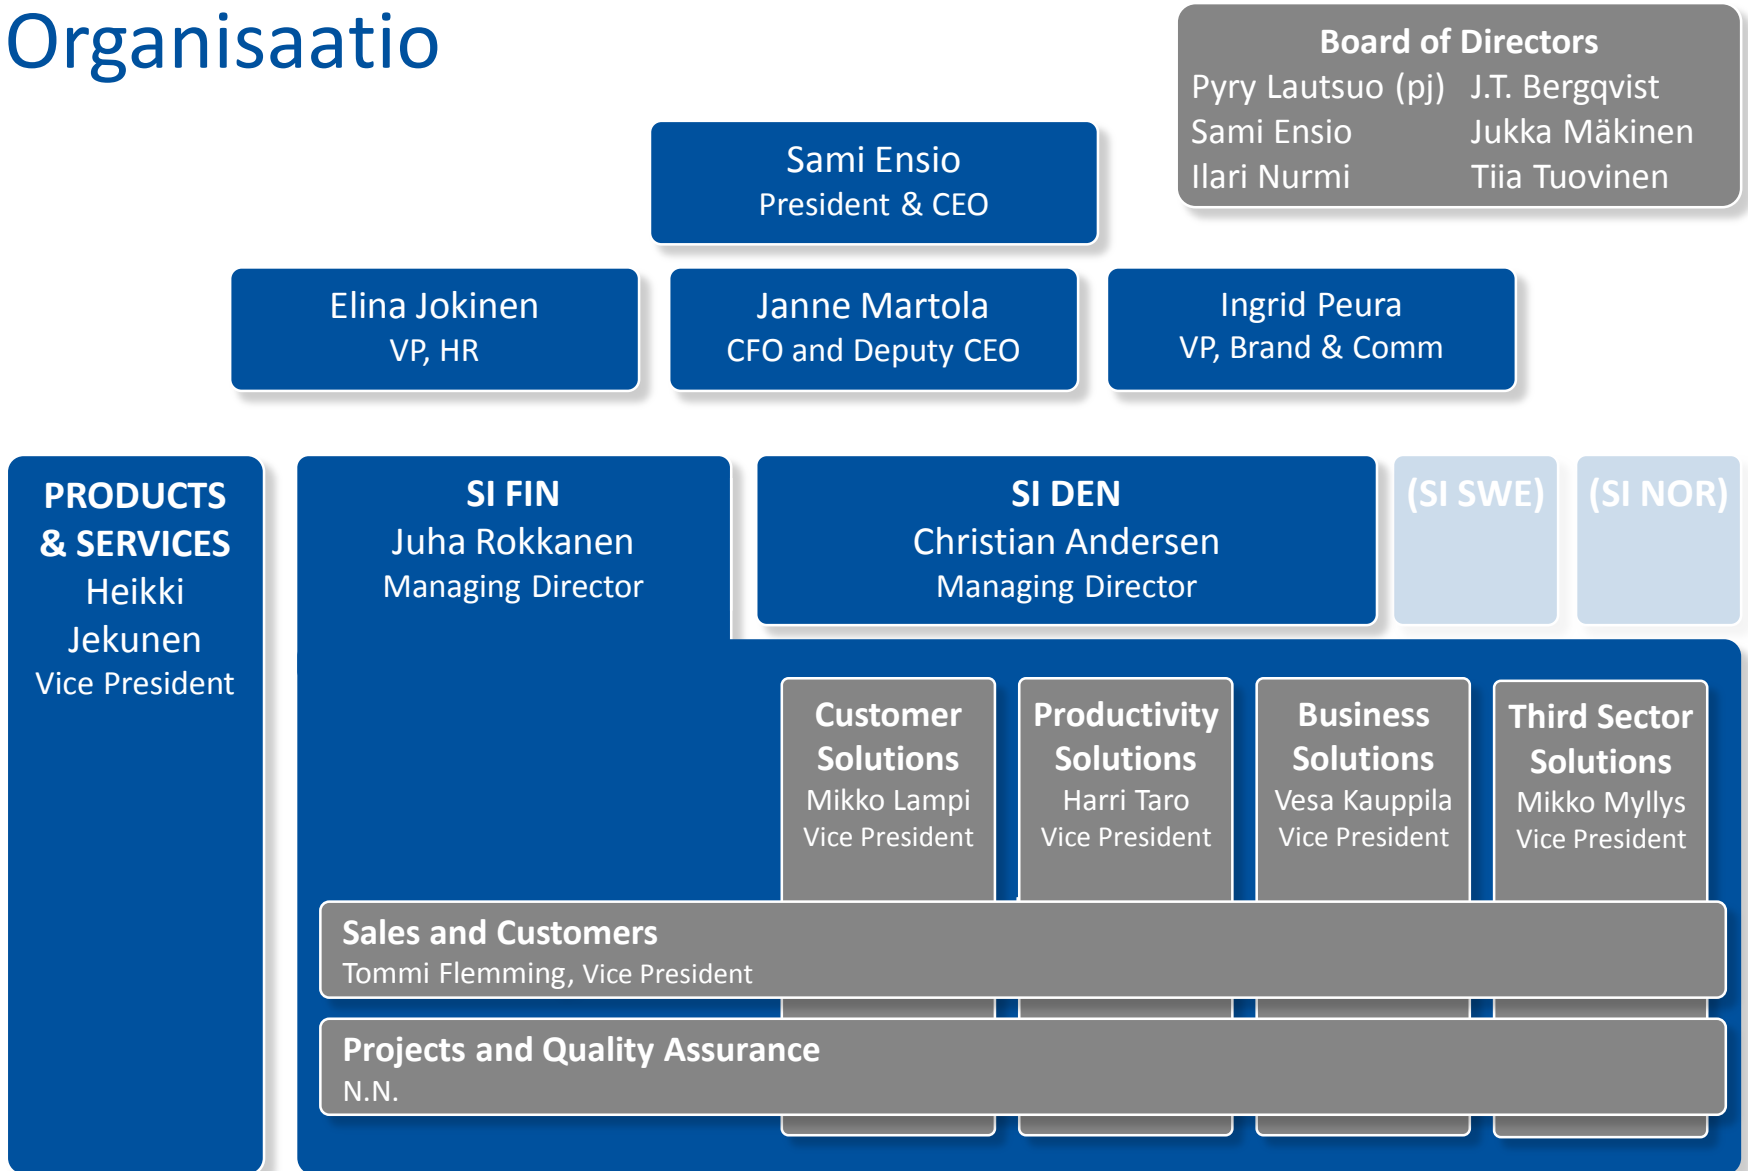 Organisaatio
Board of Directors
Pyry Lautsuo (pj) J.T. Bergqvist
Sami Ensio Jukka Mäkinen
Ilari Nurmi Tiia Tuovinen
Sami Ensio
President & CEO
Elina Jokinen
VP, HR
Janne Martola
CFO and Deputy CEO
Ingrid Peura
VP, Brand & Comm
PRODUCTS
& SERVICES
Heikki
Jekunen
Vice President
SI FIN
Juha Rokkanen
Managing Director
SI DEN
Christian Andersen
Managing Director
(SI SWE)
(SI NOR)
Customer
Solutions
Mikko Lampi
Vice President
Productivity
Solutions
Harri Taro
Vice President
Business
Solutions
Vesa Kauppila
Vice President
Third Sector
Solutions
Mikko Myllys
Vice President
Sales and Customers
Tommi Flemming, Vice President
Projects and Quality Assurance
N.N.